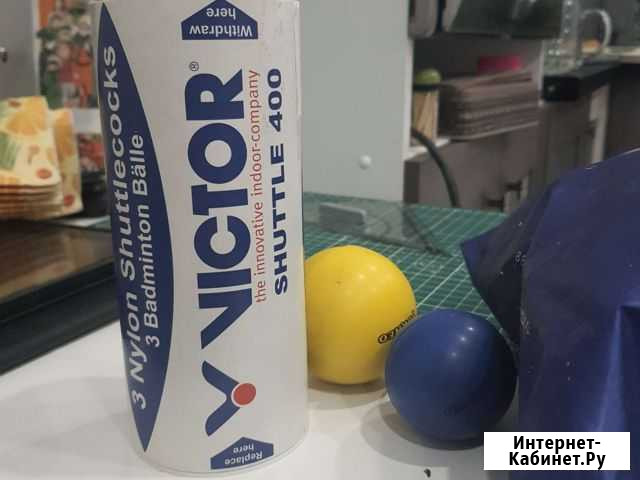 Withdraw
here
3 Nylon Shuttlecocks
3 Badminton Bälle
VICTOR®
the innovative indoor-company
SHUTTLE 400
Replace
here
Интернет-
Кабинет.Ру